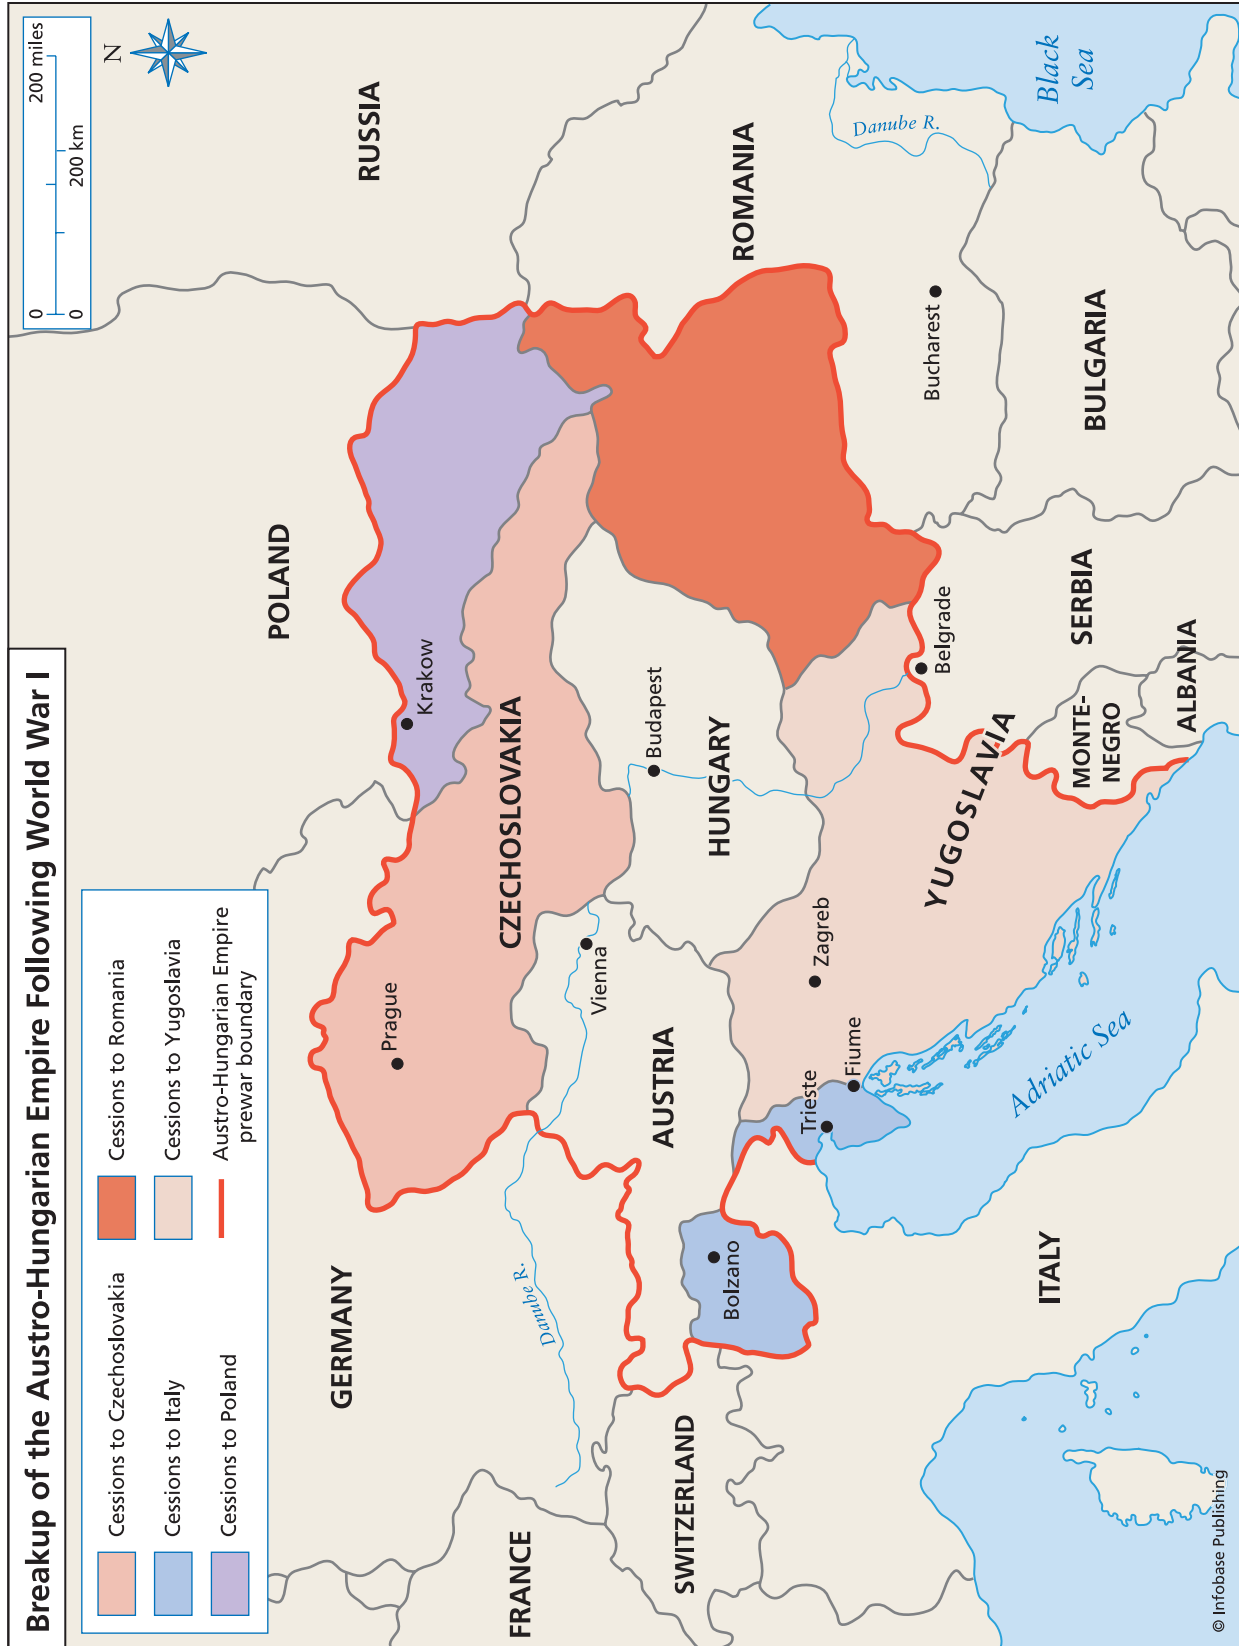 Breakup of the Austro-Hungarian Empire Following World War I
Cessions to Czechoslovakia
Cessions to Italy
Cessions to Poland
Cessions to Romania
Cessions to Yugoslavia
Austro-Hungarian Empire
prewar boundary
0
200 miles
0
200 km
N
RUSSIA
POLAND
GERMANY
Krakow
Prague
CZECHOSLOVAKIA
Danube R.
FRANCE
Vienna
Budapest
AUSTRIA
HUNGARY
SWITZERLAND
Bolzano
ROMANIA
Danube R.
Trieste
Zagreb
Fiume
Bucharest
Belgrade
YUGOSLAVIA
Black
Sea
ITALY
Adriatic Sea
SERBIA
BULGARIA
MONTE-
NEGRO
ALBANIA
© Infobase Publishing